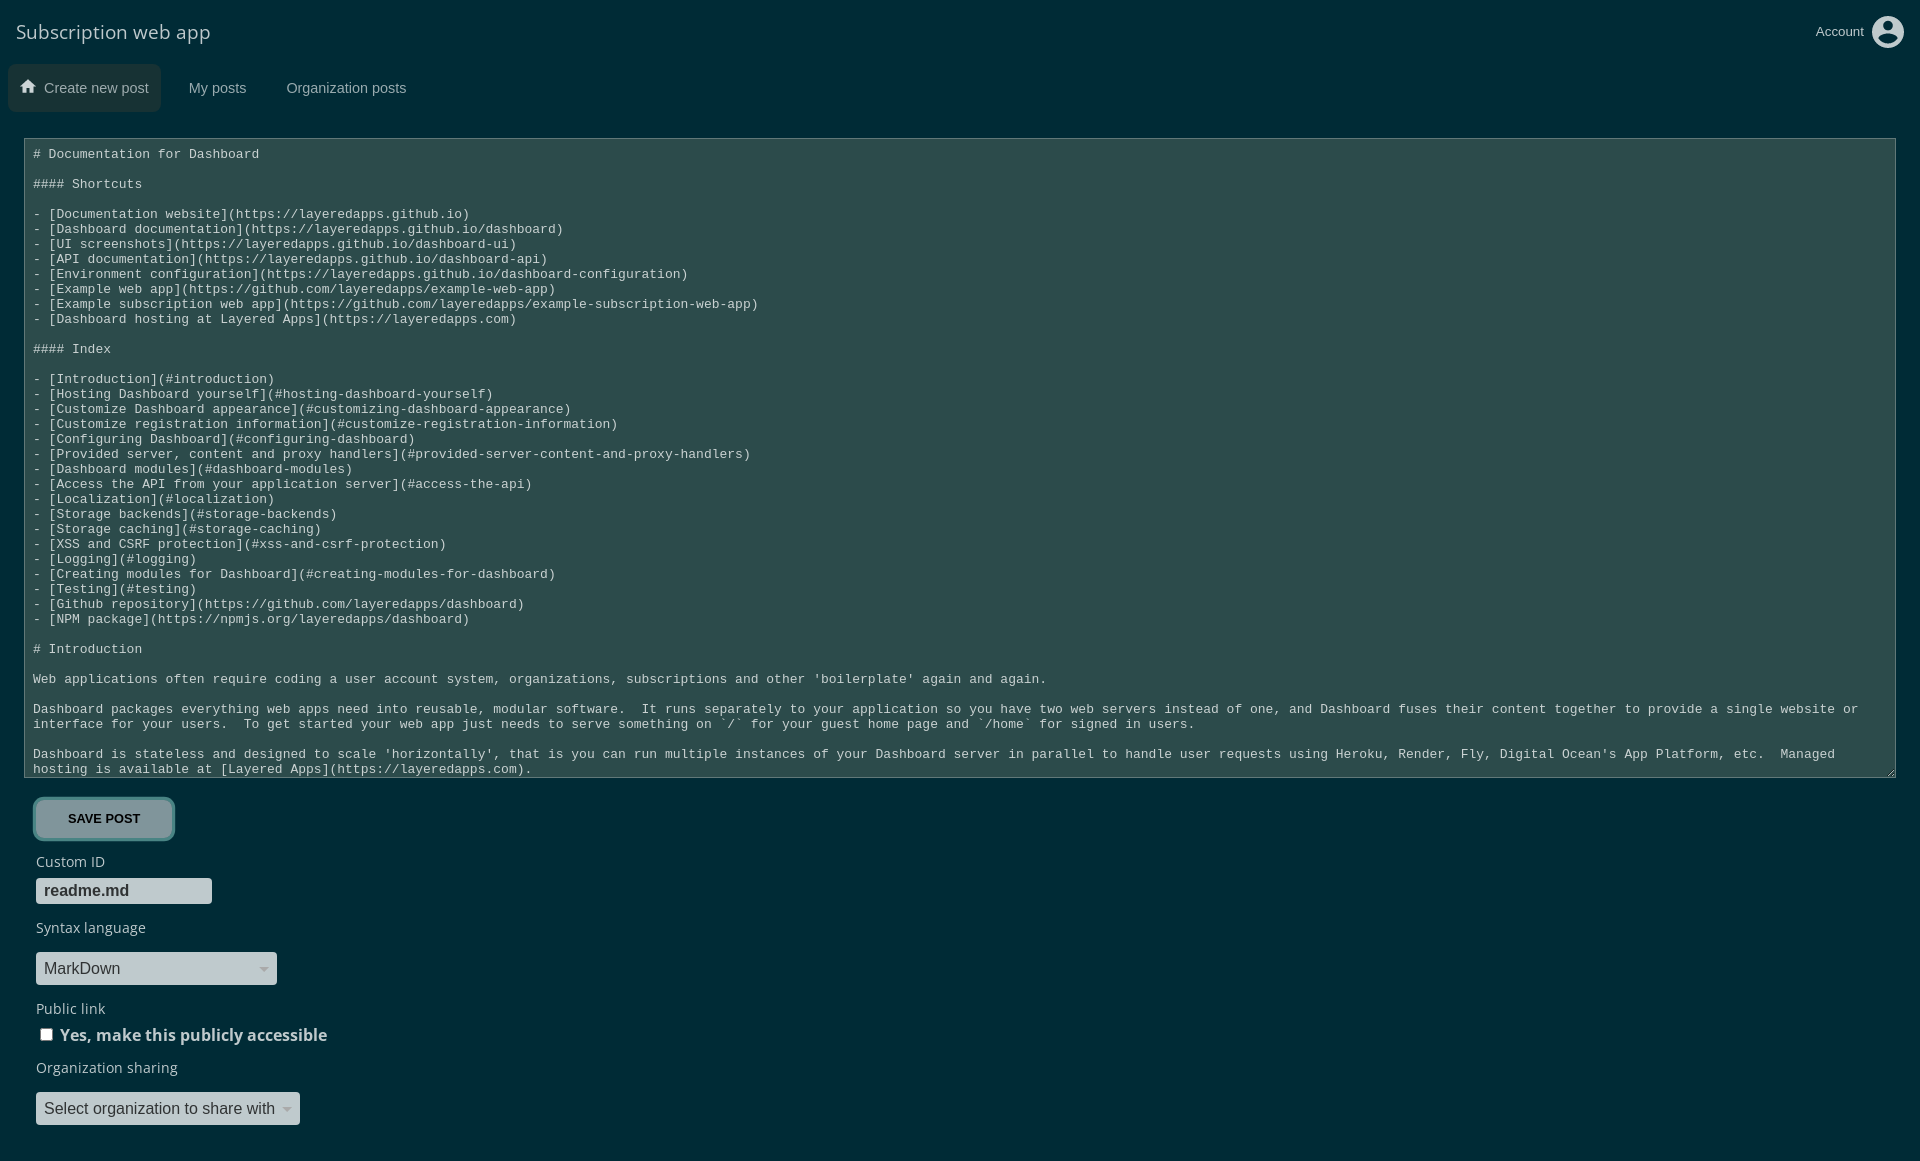 Subscription web app
Account
Create new post
My posts
Organization posts
# Documentation for Dashboard
#### Shortcuts
- [Documentation website](https://layeredapps.github.io)
- [Dashboard documentation](https://layeredapps.github.io/dashboard)
- [UI screenshots](https://layeredapps.github.io/dashboard-ui)
- [API documentation](https://layeredapps.github.io/dashboard-api)
- [Environment configuration](https://layeredapps.github.io/dashboard-configuration)
- [Example web app](https://github.com/layeredapps/example-web-app)
- [Example subscription web app](https://github.com/layeredapps/example-subscription-web-app)
- [Dashboard hosting at Layered Apps](https://layeredapps.com)
#### Index
- [Introduction](#introduction)
- [Hosting Dashboard yourself](#hosting-dashboard-yourself)
- [Customize Dashboard appearance](#customizing-dashboard-appearance)
- [Customize registration information](#customize-registration-information)
- [Configuring Dashboard](#configuring-dashboard)
- [Provided server, content and proxy handlers](#provided-server-content-and-proxy-handlers)
- [Dashboard modules](#dashboard-modules)
- [Access the API from your application server](#access-the-api)
- [Localization](#localization)
- [Storage backends](#storage-backends)
- [Storage caching](#storage-caching)
- [XSS and CSRF protection](#xss-and-csrf-protection)
- [Logging](#logging)
- [Creating modules for Dashboard](#creating-modules-for-dashboard)
- [Testing](#testing)
- [Github repository](https://github.com/layeredapps/dashboard)
- [NPM package](https://npmjs.org/layeredapps/dashboard)
# Introduction
Web applications often require coding a user account system, organizations, subscriptions and other 'boilerplate' again and again.
Dashboard packages everything web apps need into reusable, modular software.  It runs separately to your application so you have two web servers instead of one, and Dashboard fuses their content together to provide a single website or
interface for your users.  To get started your web app just needs to serve something on `/` for your guest home page and `/home` for signed in users.
Dashboard is stateless and designed to scale 'horizontally', that is you can run multiple instances of your Dashboard server in parallel to handle user requests using Heroku, Render, Fly, Digital Ocean's App Platform, etc.  Managed
hosting is available at [Layered Apps](https://layeredapps.com).
SAVE POST
Custom ID
readme.md
Syntax language
MarkDown
Public link
Yes, make this publicly accessible
Organization sharing
Select organization to share with